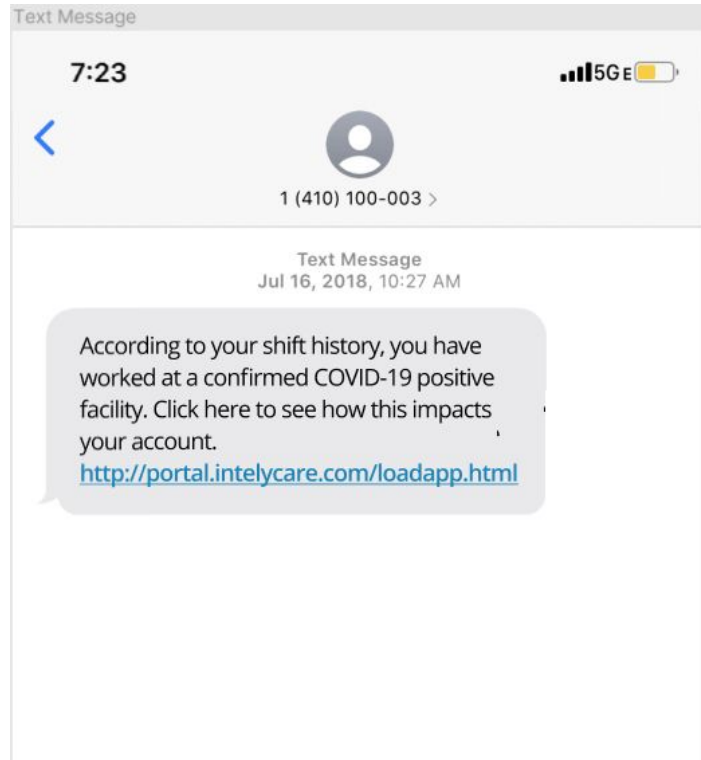 Text Message
7:23
5G E
1 (410) 100-003 >
Text Message
Jul 16, 2018, 10:27 AM
According to your shift history, you have
worked at a confirmed COVID-19 positive
facility. Click here to see how this impacts
your account.
http://portal.intelycare.com/loadapp.html